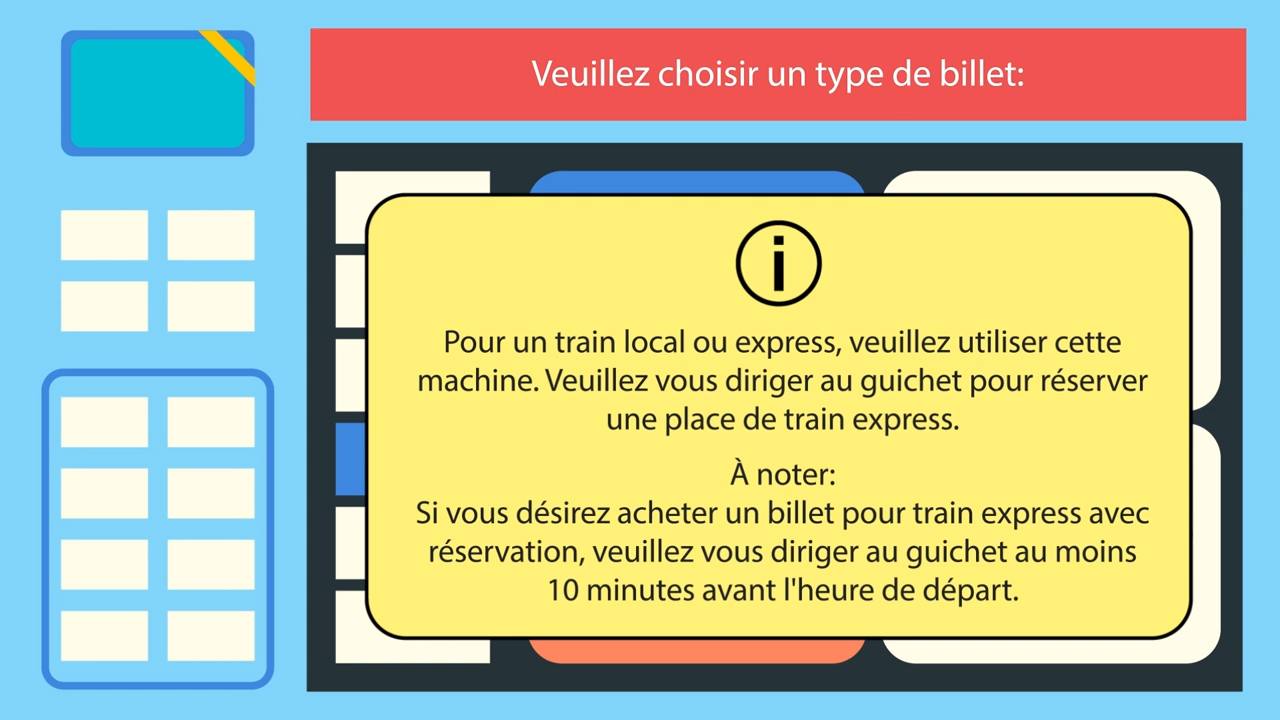 Veuillez choisir un type de billet:
i
Pour un train local ou express, veuillez utiliser cette
machine. Veuillez vous diriger au guichet pour réserver
une place de train express.
À noter:
Si vous désirez acheter un billet pour train express avec
réservation, veuillez vous diriger au guichet au moins
10 minutes avant l'heure de départ.